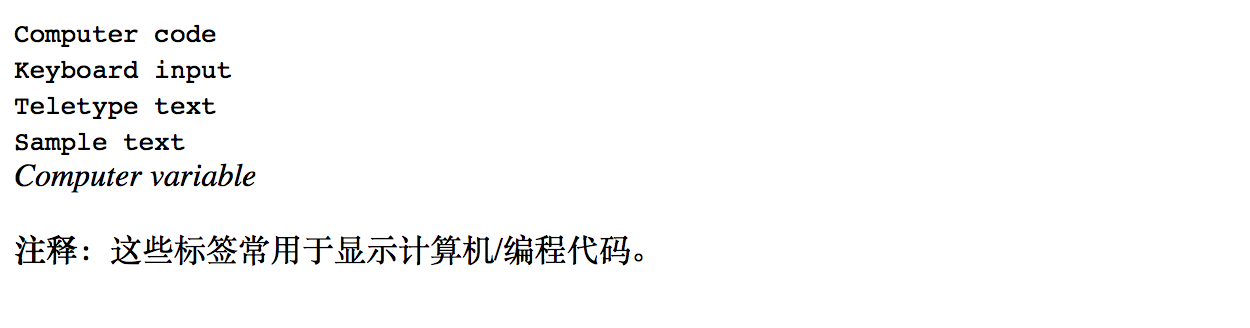 Computer code
Keyboard input
Teletype text
Sample text
Computer variable
注释：这些标签常用于显示计算机/编程代码。